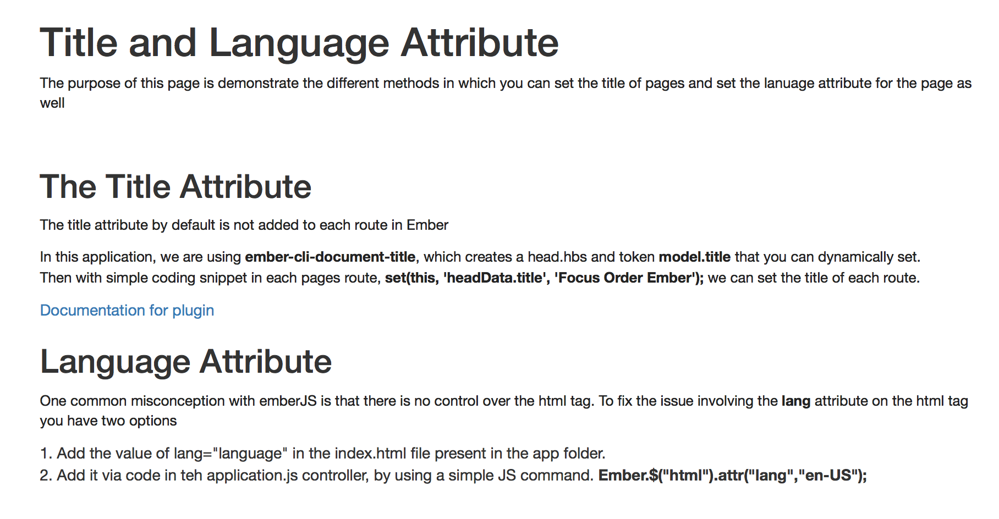 Title and Language Attribute
The purpose of this page is demonstrate the different methods in which you can set the title of pages and set the lanuage attribute for the page as
well
The Title Attribute
The title attribute by default is not added to each route in Ember
In this application, we are using ember-cli-document-title, which creates a head.hbs and token model.title that you can dynamically set.
Then with simple coding snippet in each pages route, set(this, 'headData.title', 'Focus Order Ember'); we can set the title of each route.
Documentation for plugin
Language Attribute
One common misconception with emberJS is that there is no control over the html tag. To fix the issue involving the lang attribute on the html tag
you have two options
1. Add the value of lang="language" in the index.html file present in the app folder.
2. Add it via code in teh application.js controller, by using a simple JS command. Ember.$("html").attr("lang","en-US");